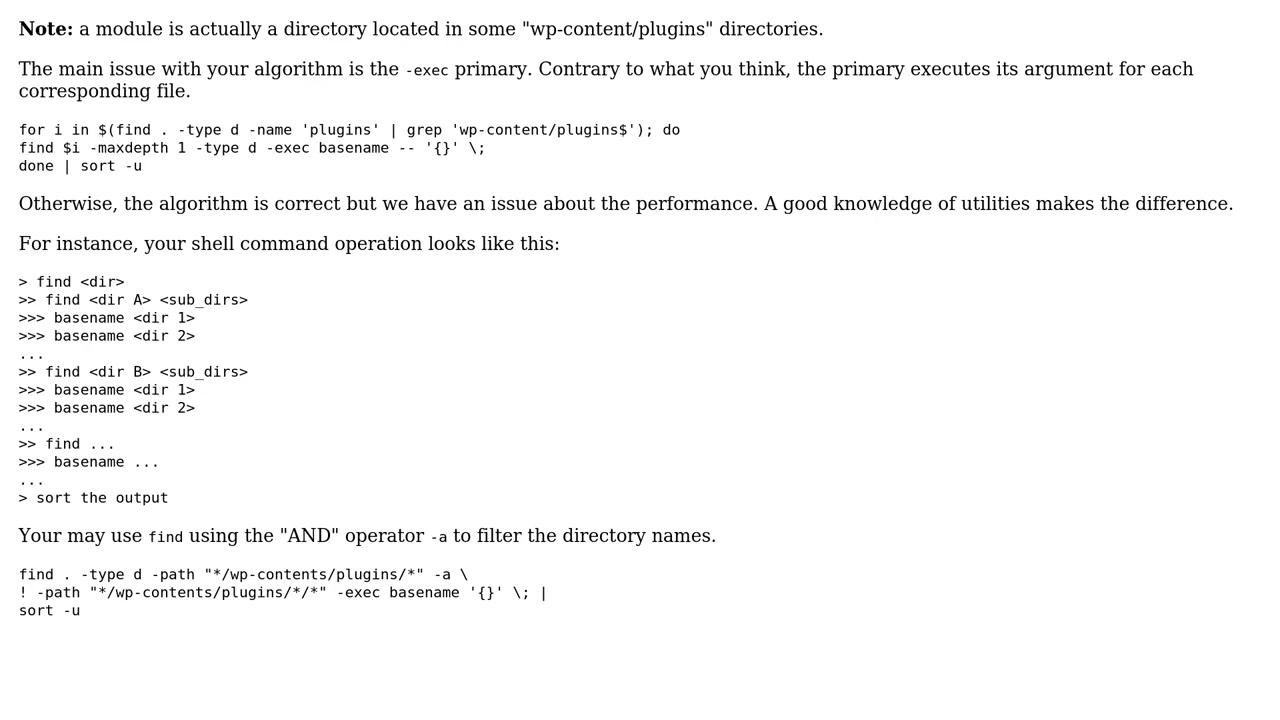 Note: a module is actually a directory located in some "wp-content/plugins" directories.
The main issue with your algorithm is the -exec primary. Contrary to what you think, the primary executes its argument for each
corresponding file.
for i in $(find . -type d -name 'plugins' | grep 'wp-content/plugins$'); do
find $i -maxdepth 1 -type d -exec basename -- '{}' \;
done | sort -u
Otherwise, the algorithm is correct but we have an issue about the performance. A good knowledge of utilities makes the difference.
For instance, your shell command operation looks like this:
> find <dir>
>> find <dir A> <sub_dirs>
>>> basename <dir 1>
>>> basename <dir 2>
...
>> find <dir B> <sub_dirs>
>>> basename <dir 1>
>>> basename <dir 2>
...
>> find ...
>>> basename ...
...
> sort the output
Your may use find using the "AND" operator -a to filter the directory names.
find . -type d -path "*/wp-contents/plugins/*" -a \
! -path "*/wp-contents/plugins/*/*" -exec basename '{}' \; |
sort -u